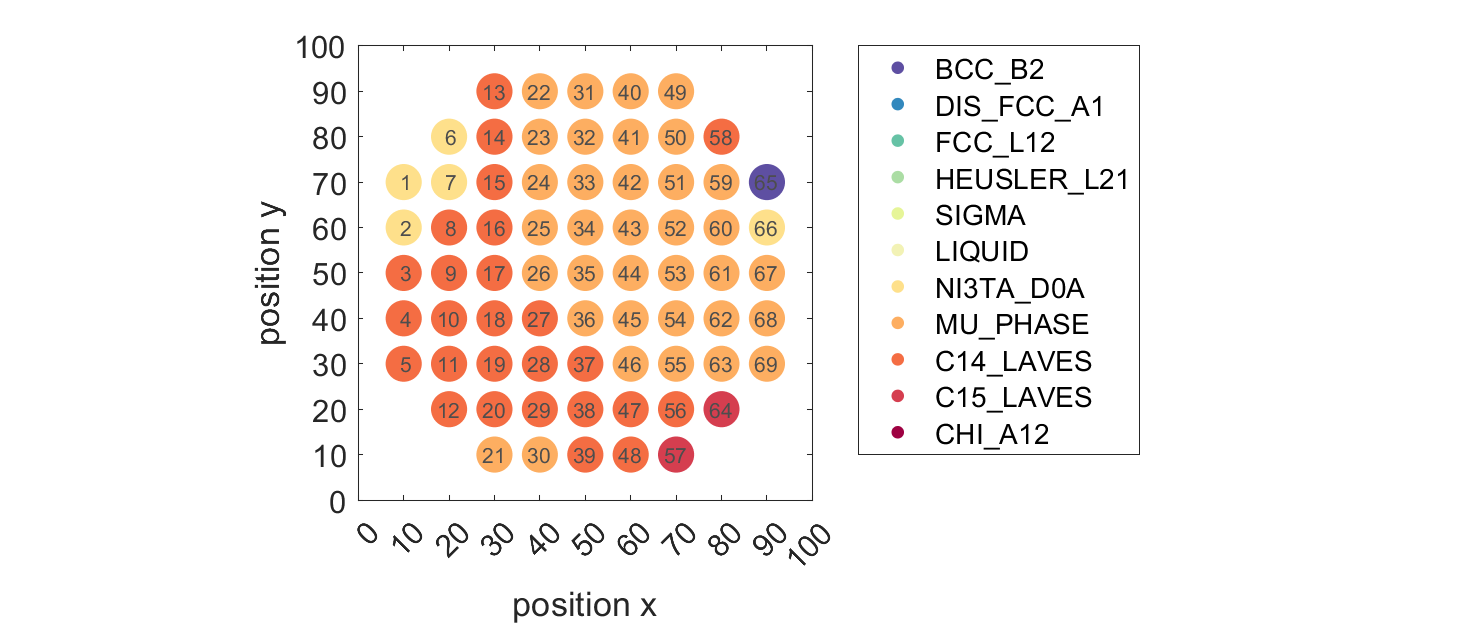 100
90
80
70
60
50
40
30
20
10
0
position y
13 22 31 40 49
6 14 23 32 41 50 58
1 7 15 24 33 42 51 59 65
2 8 16 25 34 43 52 60 66
3 9 17 26 35 44 53 61 67
4 10 18 27 36 45 54 62 68
5 11 19 28 37 46 55 63 69
12 20 29 38 47 56 64
21 30 39 48 57
0 10 20 30 40 50 60 70 80 90 100
position x
BCC_B2
DIS_FCC_A1
FCC_L12
HEUSLER_L21
SIGMA
LIQUID
NI3TA_D0A
MU_PHASE
C14_LAVES
C15_LAVES
CHI_A12